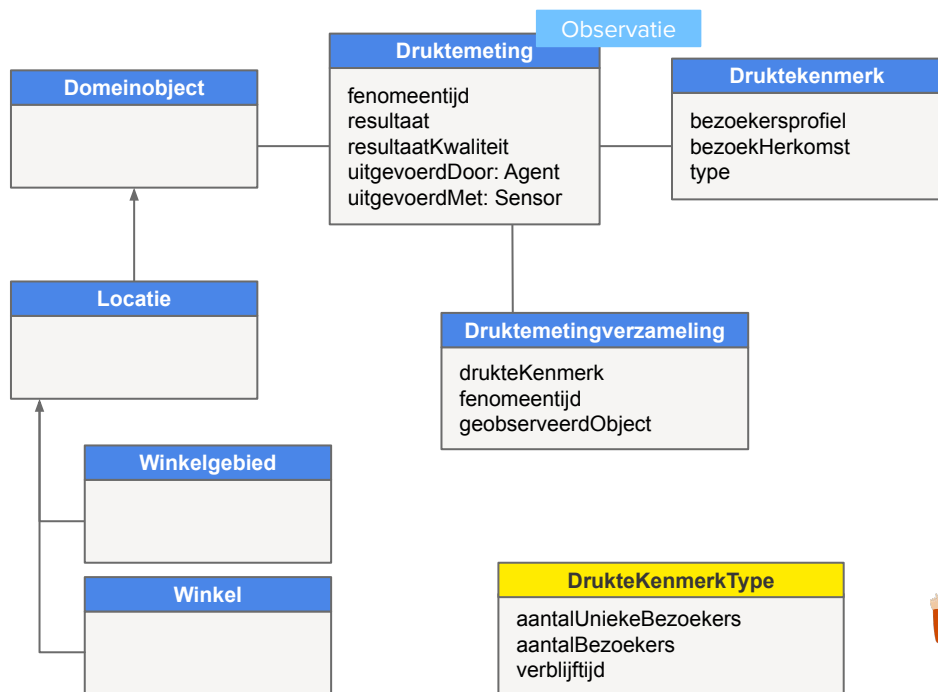 Observatie
Druktemeting
fenomeentijd
resultaat
resultaatKwaliteit
uitgevoerdDoor: Agent
uitgevoerdMet: Sensor
Domeinobject
Druktekenmerk
bezoekersprofiel
bezoekHerkomst
type
Locatie
Druktemetingverzameling
drukteKenmerk
fenomeentijd
geobserveerdObject
Winkelgebied
Winkel
DrukteKenmerkType
aantalUniekeBezoekers
aantalBezoekers
verblijftijd